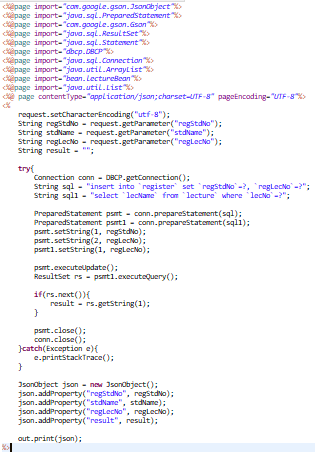 <%@page import="com.google.gson.JsonObject"%>
<%@page import="java.sql.PreparedStatement"%>
<%@page import="com.google.gson.Gson"%>
<%@page import="java.sql.ResultSet"%>
<%@page import="java.sql.Statement"%>
<%@page import="dbcp.DBCP"%>
<%@page import="java.sql.Connection"%>
<%@page import="java.util.ArrayList"%>
<%@page import="bean.LectureBean"%>
<%@page import="java.util.List"%>
<%@ page contentType="application/json;charset=UTF-8" pageEncoding="UTF-8"%>
<%
request.setCharacterEncoding("utf-8");
String regStdNo = request.getParameter("regStdNo");
String stdName = request.getParameter("stdName");
String regLecNo = request.getParameter("regLecNo");
String result = "";
try{
Connection conn = DBCP.getConnection();
String sql = "insert into `register` set `regStdNo`=?, `regLecNo`=?";
String sql1 = "select `lecName` from `lecture` where `lecNo`=?";
PreparedStatement psmt = conn.prepareStatement(sql);
PreparedStatement psmt1 = conn.prepareStatement(sql1);
psmt.setString(1, regStdNo);
psmt.setString(2, regLecNo);
psmt1.setString(1, regLecNo);
psmt.executeUpdate();
ResultSet rs = psmt1.executeQuery();
if(rs.next()){
result = rs.getString(1);
}
psmt.close();
conn.close();
}catch(Exception e){
e.printStackTrace();
}
JsonObject json = new JsonObject();
json.addProperty("regStdNo", regStdNo);
json.addProperty("stdName", stdName);
json.addProperty("regLecNo", regLecNo);
json.addProperty("result", result);
out.print(json);
%>